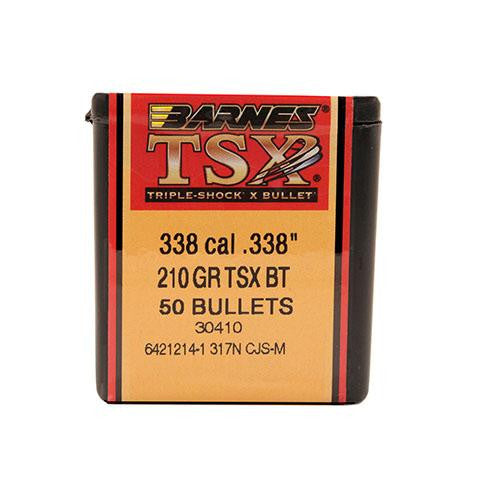 BARNES®
TSX®
TRIPLE-SHOCK® X BULLET®
338 cal .338"
210 GR TSX BT
50 BULLETS
30410
6421214-1 317N CJS-M